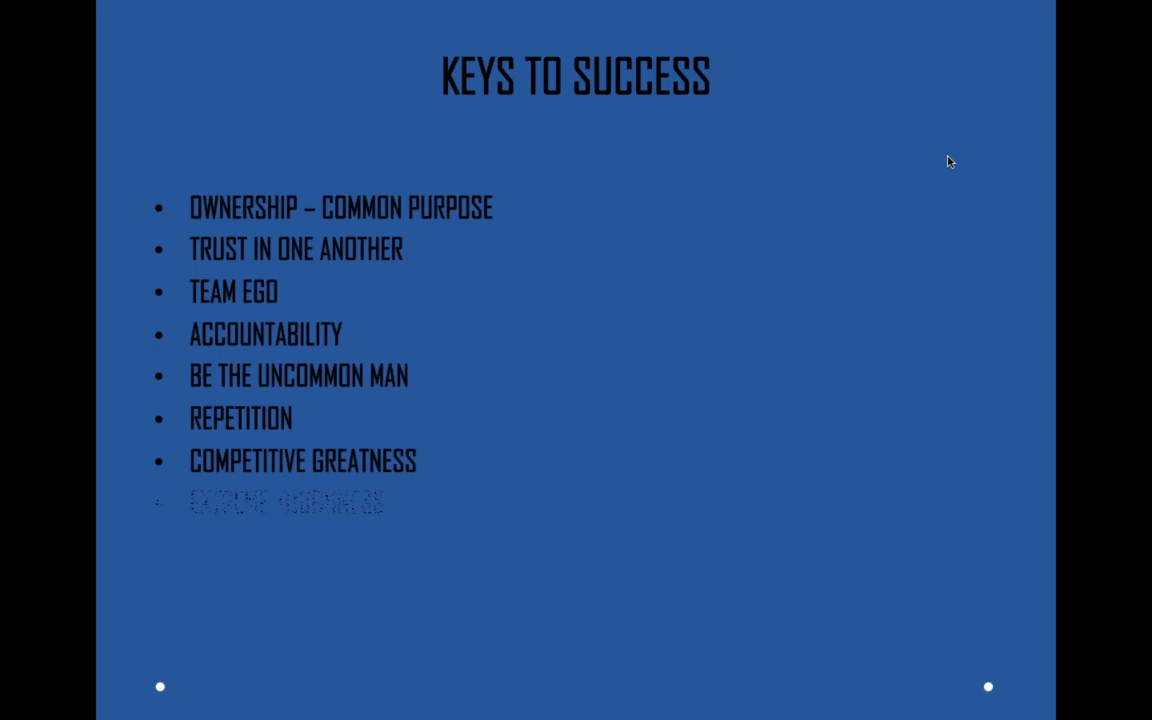 KEYS TO SUCCESS
• OWNERSHIP – COMMON PURPOSE
• TRUST IN ONE ANOTHER
• TEAM EGO
• ACCOUNTABILITY
• BE THE UNCOMMON MAN
• REPETITION
• COMPETITIVE GREATNESS
• EXTREME